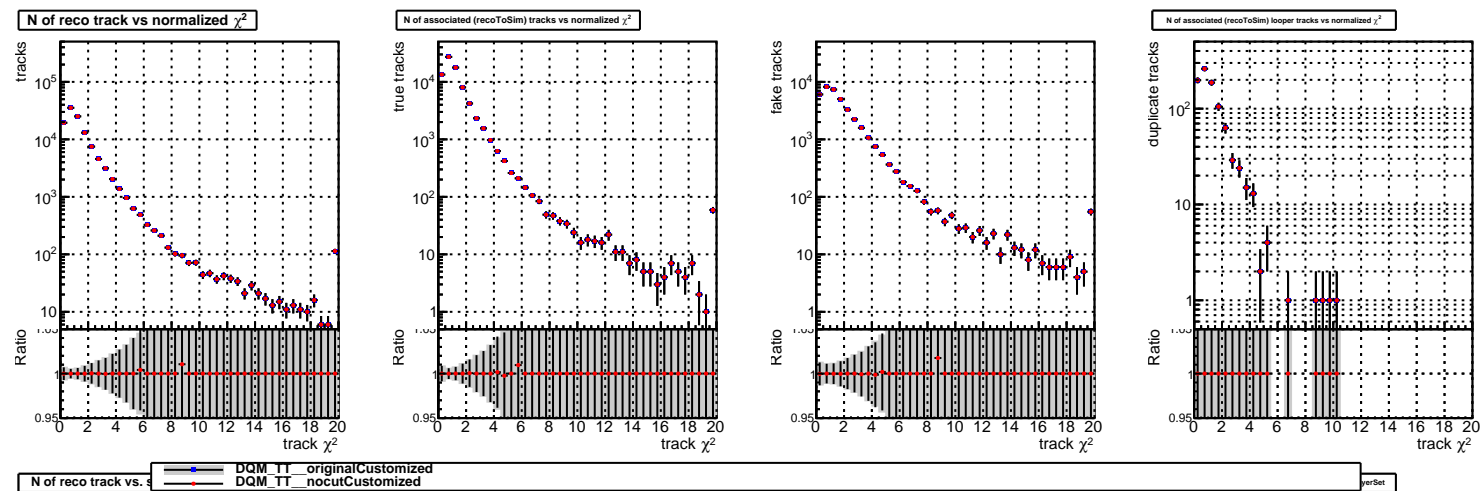 N of reco track vs normalized χ²
N of associated (recoToSim) tracks vs normalized χ²
N of associated (recoToSim) looper tracks vs normalized χ²
tracks
10⁵
10⁴
10³
10²
10
Ratio
1
0.95
0 2 4 6 8 10 12 14 16 18 20
track χ²
true tracks
10⁴
10³
10²
10
1
Ratio
1
0.95
0 2 4 6 8 10 12 14 16 18 20
track χ²
fake tracks
10⁴
10³
10²
10
1
Ratio
1
0.95
0 2 4 6 8 10 12 14 16 18 20
track χ²
duplicate tracks
10²
10
1
Ratio
1
0.95
0 2 4 6 8 10 12 14 16 18 20
track χ²
DQM_TT__originalCustomized
DQM_TT__nocutCustomized
N of reco track vs. s
yerSet